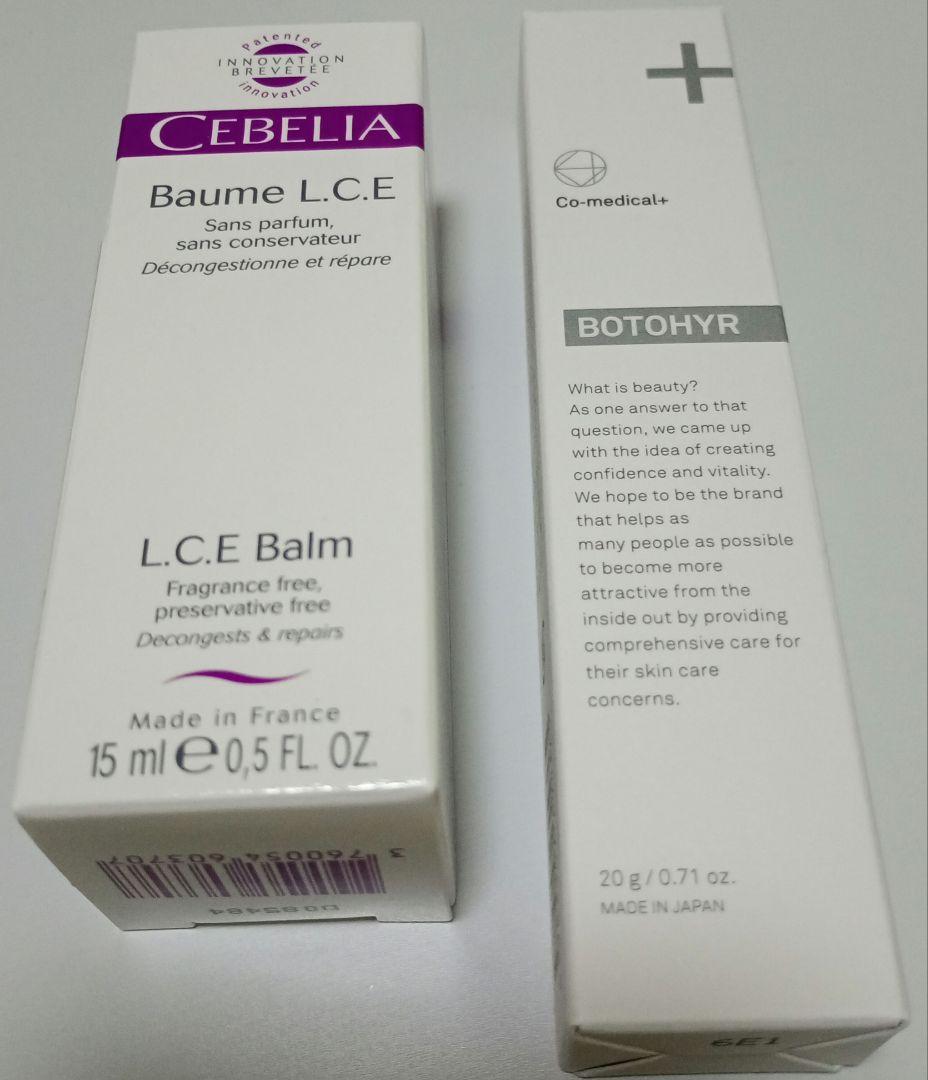 Patented
INNOVATION
BREVETÉE
innovation
CEBELIA
Baume L.C.E
Sans parfum,
sans conservateur
Décongestionne et répare
L.C.E Balm
Fragrance free,
preservative free
Decongests & repairs
Made in France
15 ml e 0,5 FL. OZ.
3 760054 603707
Co-medical+
BOTOHYR
What is beauty?
As one answer to that
question, we came up
with the idea of creating
confidence and vitality.
We hope to be the brand
that helps as
many people as possible
to become more
attractive from the
inside out by providing
comprehensive care for
their skin care
concerns.
20 g / 0.71 oz.
MADE IN JAPAN
6E1